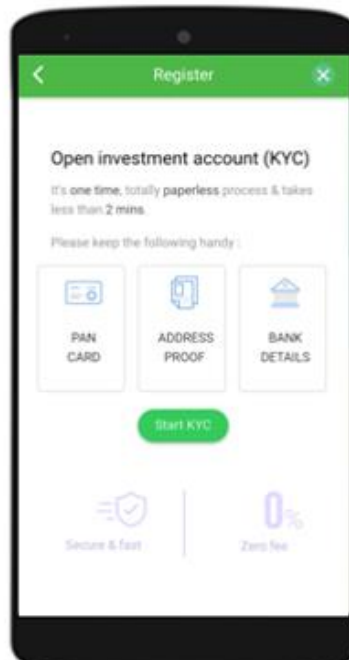 Register
Open investment account (KYC)
It's one time, totally paperless process & takes
less than 2 mins.
Please keep the following handy :
PAN
CARD
ADDRESS
PROOF
BANK
DETAILS
Start KYC
0%
Secure & fast
Zero fee